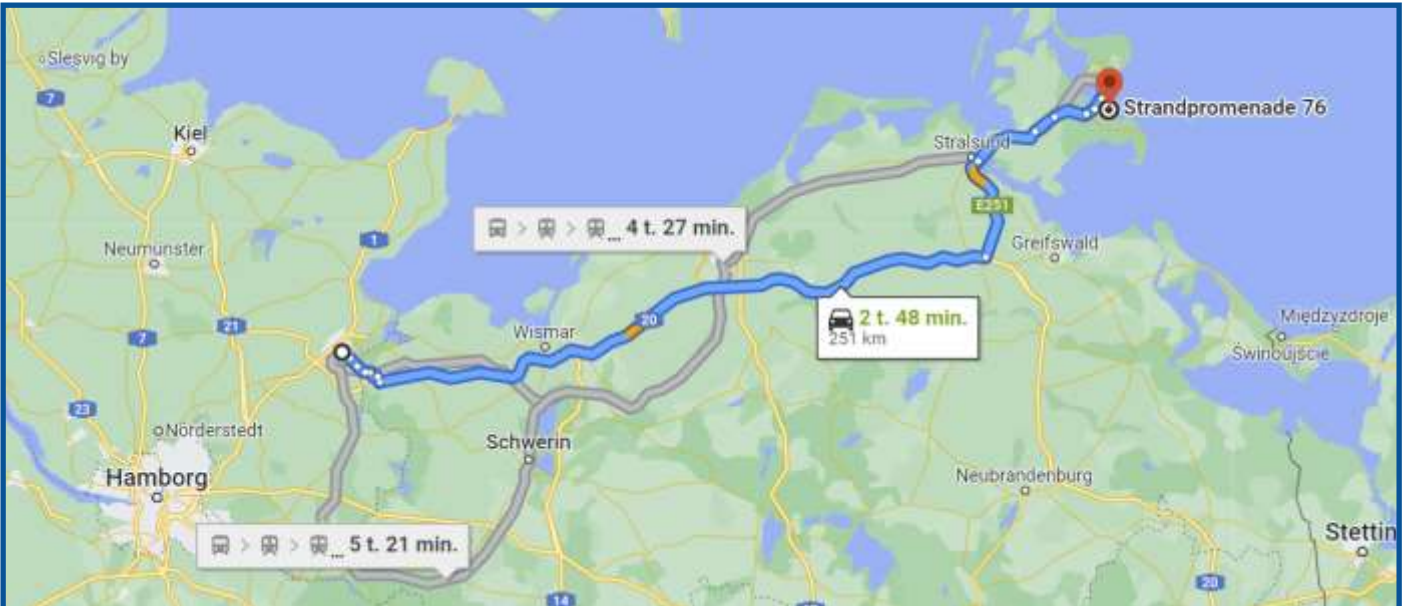 Slesvig by
7
Kiel
Strandpromenade 76
Stralsund
E251
4 t. 27 min.
1
Neumünster
Greifswald
21
7
20
Wismar
2 t. 48 min.
251 km
Międzyzdroje
Świnoujście
23
Norderstedt
Schwerin
Hamborg
Neubrandenburg
5 t. 21 min.
Stettin
20
14